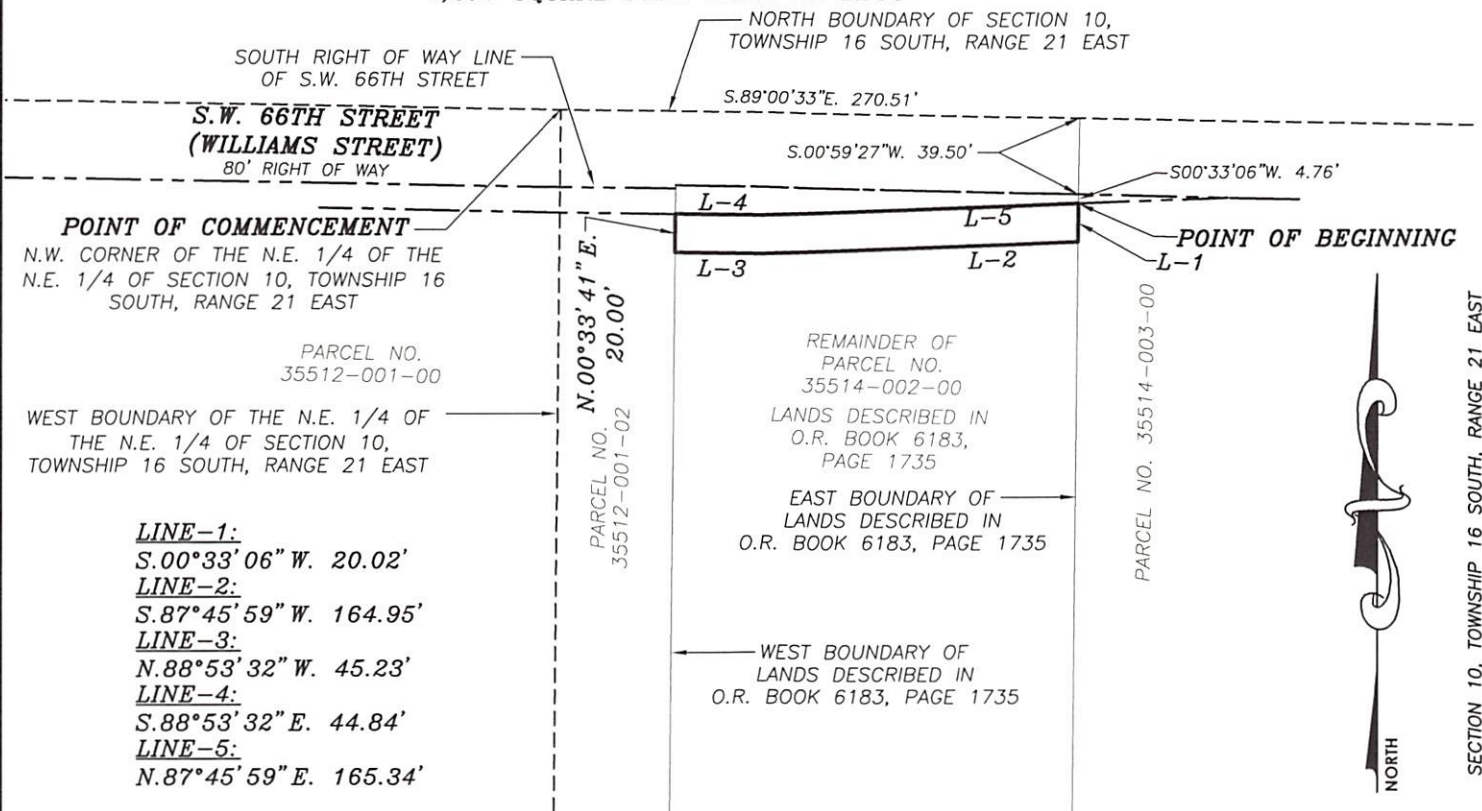 NORTH BOUNDARY OF SECTION 10,
TOWNSHIP 16 SOUTH, RANGE 21 EAST
SOUTH RIGHT OF WAY LINE
OF S.W. 66TH STREET
S.89°00'33"E. 270.51'
S.W. 66TH STREET
(WILLIAMS STREET)
80' RIGHT OF WAY
S.00°59'27"W. 39.50'
S00°33'06"W. 4.76'
L-4
L-5
POINT OF COMMENCEMENT
N.W. CORNER OF THE N.E. 1/4 OF THE
N.E. 1/4 OF SECTION 10, TOWNSHIP 16
SOUTH, RANGE 21 EAST
N.00°33'41"E.
20.00'
L-3
L-2
POINT OF BEGINNING
L-1
PARCEL NO.
35512-001-00
PARCEL NO.
35512-001-02
REMAINDER OF
PARCEL NO.
35514-002-00
LANDS DESCRIBED IN
O.R. BOOK 6183,
PAGE 1735
PARCEL NO. 35514-003-00
WEST BOUNDARY OF THE N.E. 1/4 OF
THE N.E. 1/4 OF SECTION 10,
TOWNSHIP 16 SOUTH, RANGE 21 EAST
EAST BOUNDARY OF
LANDS DESCRIBED IN
O.R. BOOK 6183, PAGE 1735
WEST BOUNDARY OF
LANDS DESCRIBED IN
O.R. BOOK 6183, PAGE 1735
LINE-1:
S.00°33'06"W. 20.02'
LINE-2:
S.87°45'59"W. 164.95'
LINE-3:
N.88°53'32"W. 45.23'
LINE-4:
S.88°53'32"E. 44.84'
LINE-5:
N.87°45'59"E. 165.34'
NORTH
SECTION 10, TOWNSHIP 16 SOUTH, RANGE 21 EAST